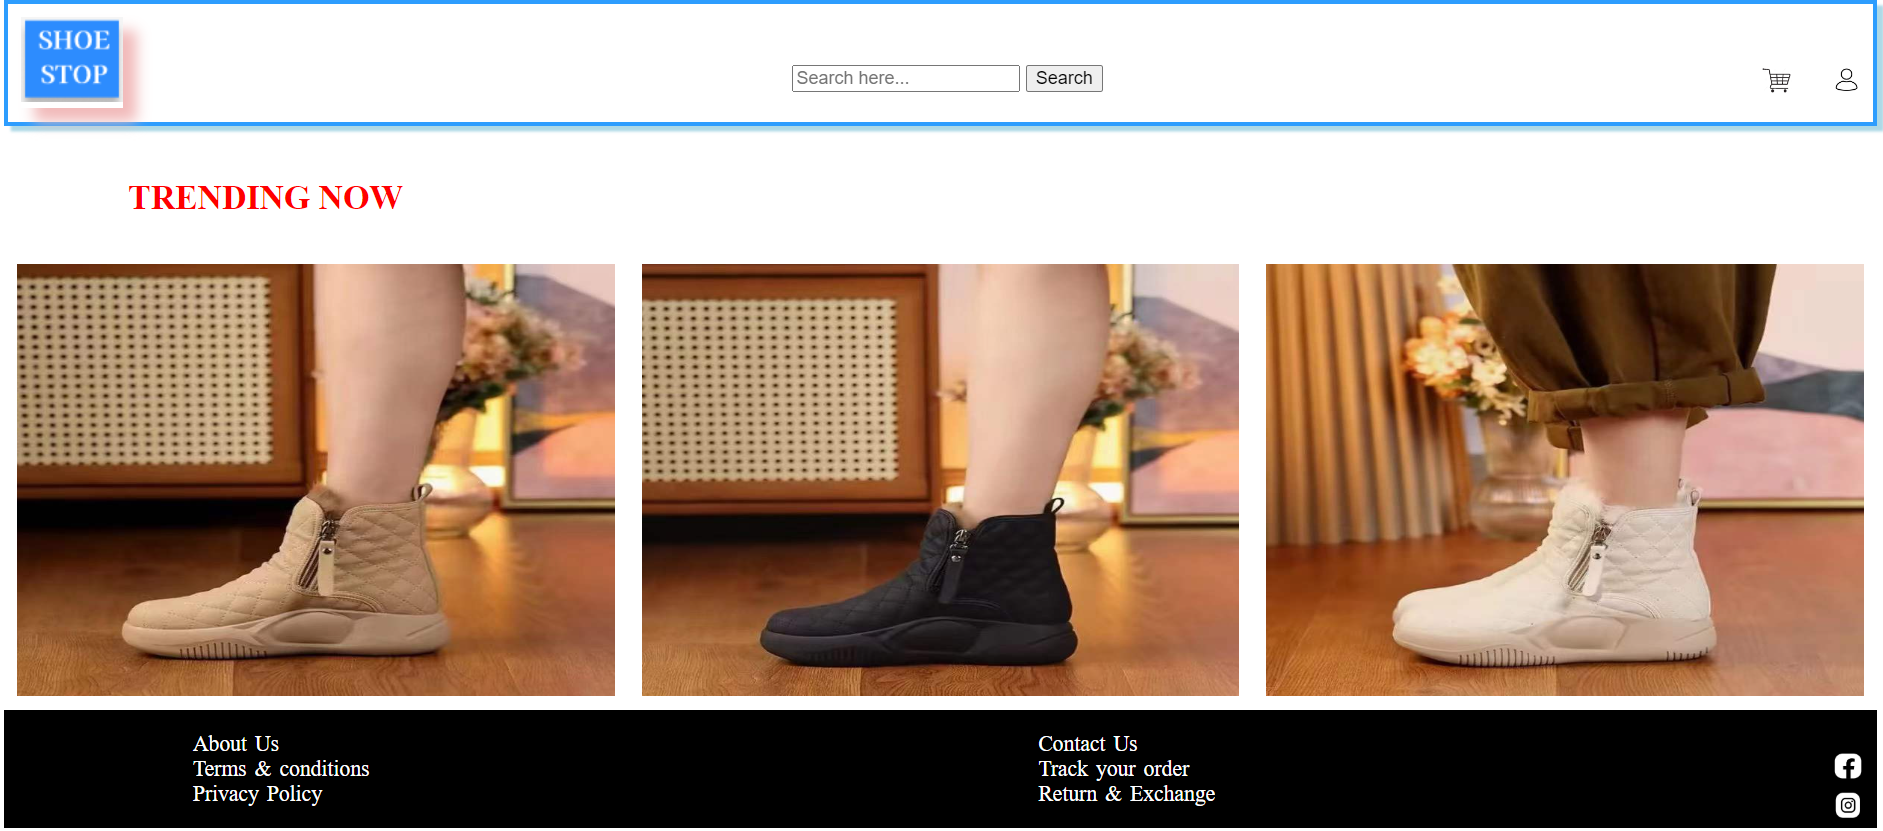 SHOE
STOP
Search here...
Search
TRENDING NOW
About Us
Terms & conditions
Privacy Policy
Contact Us
Track your order
Return & Exchange